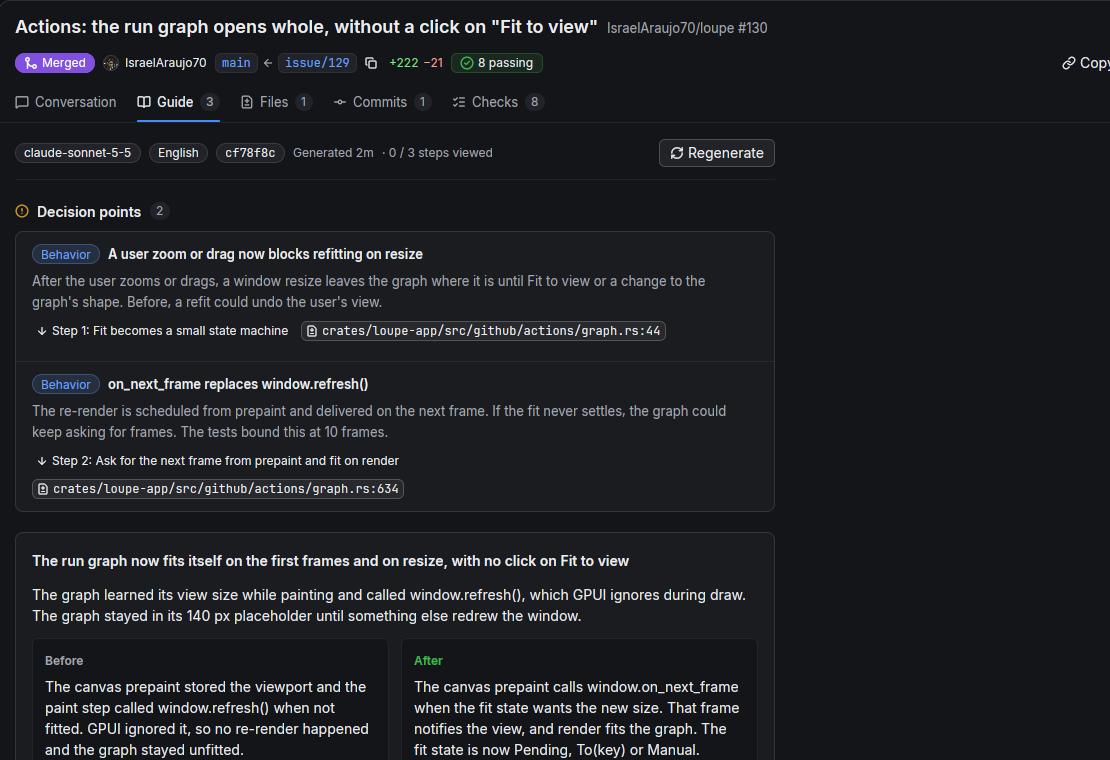 Actions: the run graph opens whole, without a click on "Fit to view" IsraelAraujo70/loupe #130
Merged IsraelAraujo70 main ← issue/129 +222 −21 8 passing Copy
Conversation Guide 3 Files 1 Commits 1 Checks 8
claude-sonnet-5-5 English cf78f8c Generated 2m · 0 / 3 steps viewed Regenerate
Decision points 2
Behavior A user zoom or drag now blocks refitting on resize
After the user zooms or drags, a window resize leaves the graph where it is until Fit to view or a change to the
graph's shape. Before, a refit could undo the user's view.
↓ Step 1: Fit becomes a small state machine crates/loupe-app/src/github/actions/graph.rs:44
Behavior on_next_frame replaces window.refresh()
The re-render is scheduled from prepaint and delivered on the next frame. If the fit never settles, the graph could
keep asking for frames. The tests bound this at 10 frames.
↓ Step 2: Ask for the next frame from prepaint and fit on render
crates/loupe-app/src/github/actions/graph.rs:634
The run graph now fits itself on the first frames and on resize, with no click on Fit to view
The graph learned its view size while painting and called window.refresh(), which GPUI ignores during draw.
The graph stayed in its 140 px placeholder until something else redrew the window.
Before
The canvas prepaint stored the viewport and the
paint step called window.refresh() when not
fitted. GPUI ignored it, so no re-render happened
and the graph stayed unfitted.
After
The canvas prepaint calls window.on_next_frame
when the fit state wants the new size. That frame
notifies the view, and render fits the graph. The
fit state is now Pending, To(key) or Manual.